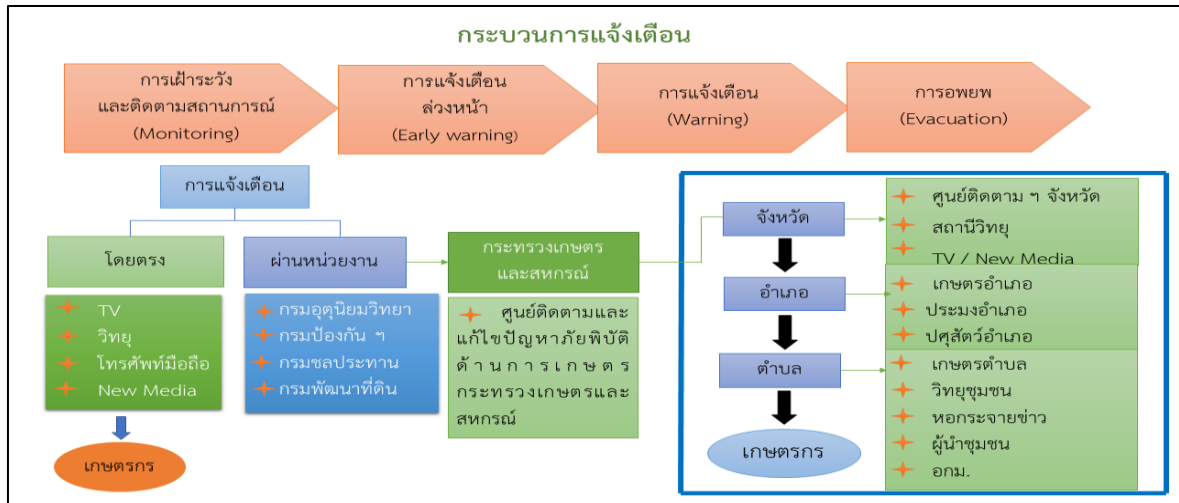 กระบวนการแจ้งเตือน
การเฝ้าระวัง
และติดตามสถานการณ์
(Monitoring)
การแจ้งเตือน
ล่วงหน้า
(Early warning)
การแจ้งเตือน
(Warning)
การอพยพ
(Evacuation)
การแจ้งเตือน
โดยตรง
TV
วิทยุ
โทรศัพท์มือถือ
New Media
เกษตรกร
ผ่านหน่วยงาน
กรมอุตุนิยมวิทยา
กรมป้องกัน ฯ
กรมชลประทาน
กรมพัฒนาที่ดิน
กระทรวงเกษตร
และสหกรณ์
ศูนย์ติดตามและ
แก้ไขปัญหาภัยพิบัติ
ด้านการเกษตร
กระทรวงเกษตรและ
สหกรณ์
จังหวัด
ศูนย์ติดตาม ฯ จังหวัด
สถานีวิทยุ
TV / New Media
อำเภอ
เกษตรอำเภอ
ประมงอำเภอ
ปศุสัตว์อำเภอ
ตำบล
เกษตรตำบล
วิทยุชุมชน
หอกระจายข่าว
ผู้นำชุมชน
อกม.
เกษตรกร